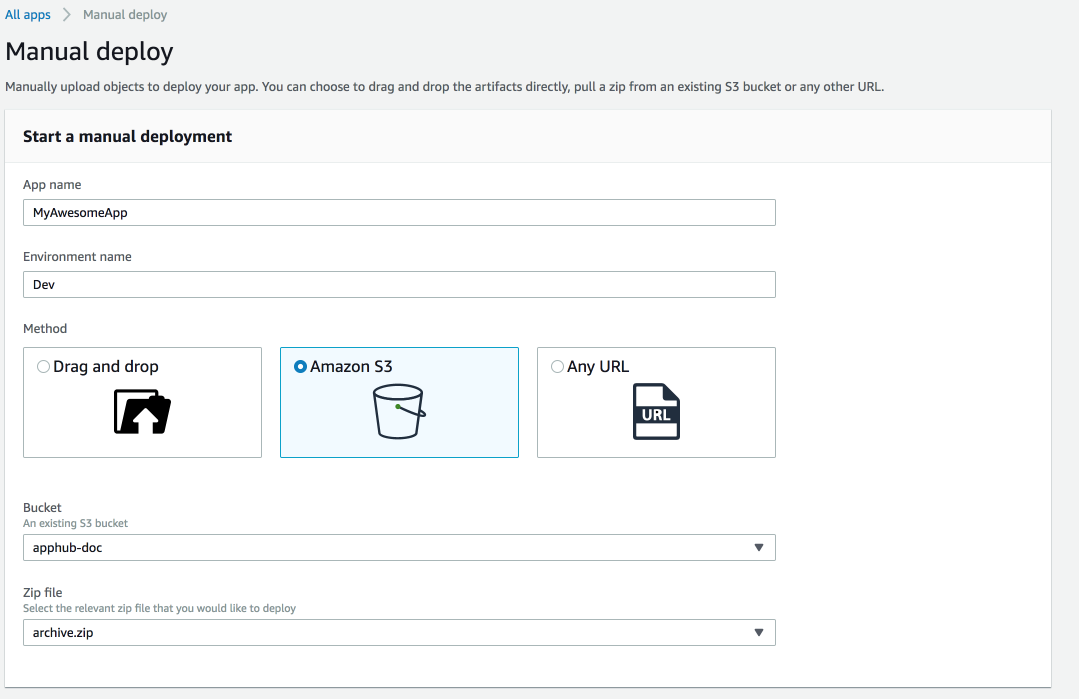 All apps > Manual deploy
Manual deploy
Manually upload objects to deploy your app. You can choose to drag and drop the artifacts directly, pull a zip from an existing S3 bucket or any other URL.
Start a manual deployment
App name
MyAwesomeApp
Environment name
Dev
Method
Drag and drop
Amazon S3
Any URL
URL
Bucket
An existing S3 bucket
apphub-doc
Zip file
Select the relevant zip file that you would like to deploy
archive.zip